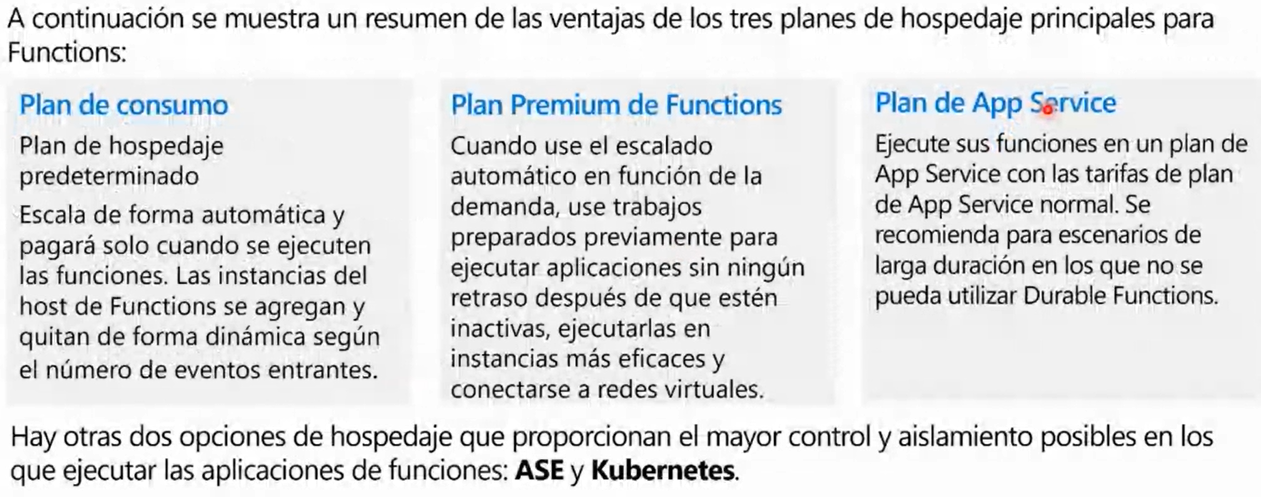 A continuación se muestra un resumen de las ventajas de los tres planes de hospedaje principales para
Functions:
Plan de consumo
Plan de hospedaje
predeterminado
Escala de forma automática y
pagará solo cuando se ejecuten
las funciones. Las instancias del
host de Functions se agregan y
quitan de forma dinámica según
el número de eventos entrantes.
Plan Premium de Functions
Cuando use el escalado
automático en función de la
demanda, use trabajos
preparados previamente para
ejecutar aplicaciones sin ningún
retraso después de que estén
inactivas, ejecutarlas en
instancias más eficaces y
conectarse a redes virtuales.
Plan de App Service
Ejecute sus funciones en un plan de
App Service con las tarifas de plan
de App Service normal. Se
recomienda para escenarios de
larga duración en los que no se
pueda utilizar Durable Functions.
Hay otras dos opciones de hospedaje que proporcionan el mayor control y aislamiento posibles en los
que ejecutar las aplicaciones de funciones: ASE y Kubernetes.